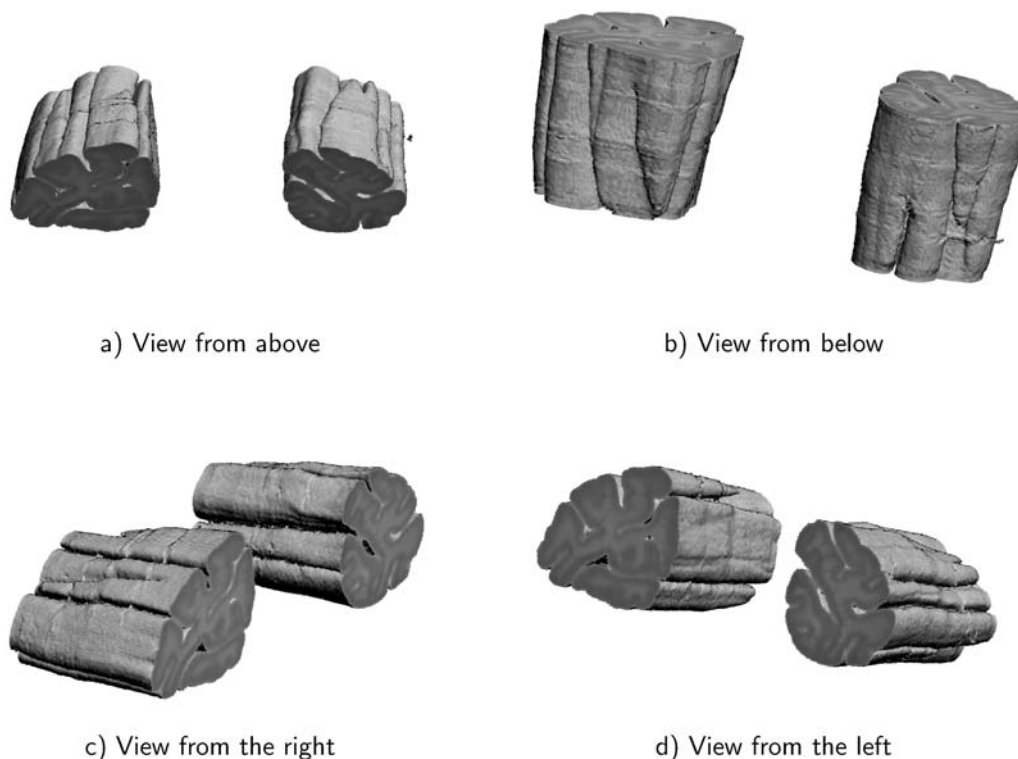 a) View from above
b) View from below
c) View from the right
d) View from the left